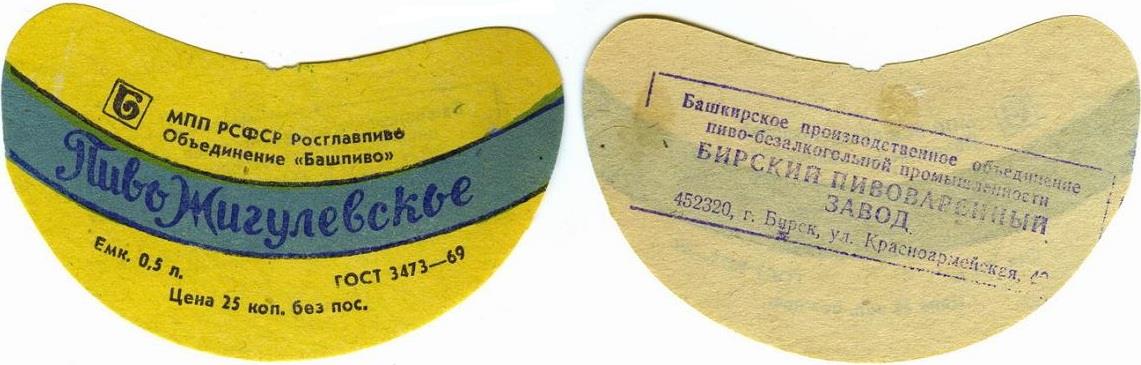 Б
МПП РСФСР Росглавпиво
Объединение «Башпиво»
Пиво Жигулевское
Емк. 0,5 л.
ГОСТ 3473—69
Цена 25 коп. без пос.
Башкирское производственное объединение
пиво-безалкогольной промышленности
БИРСКИЙ ПИВОВАРЕННЫЙ
ЗАВОД
452320, г. Бирск, ул. Красноармейская,